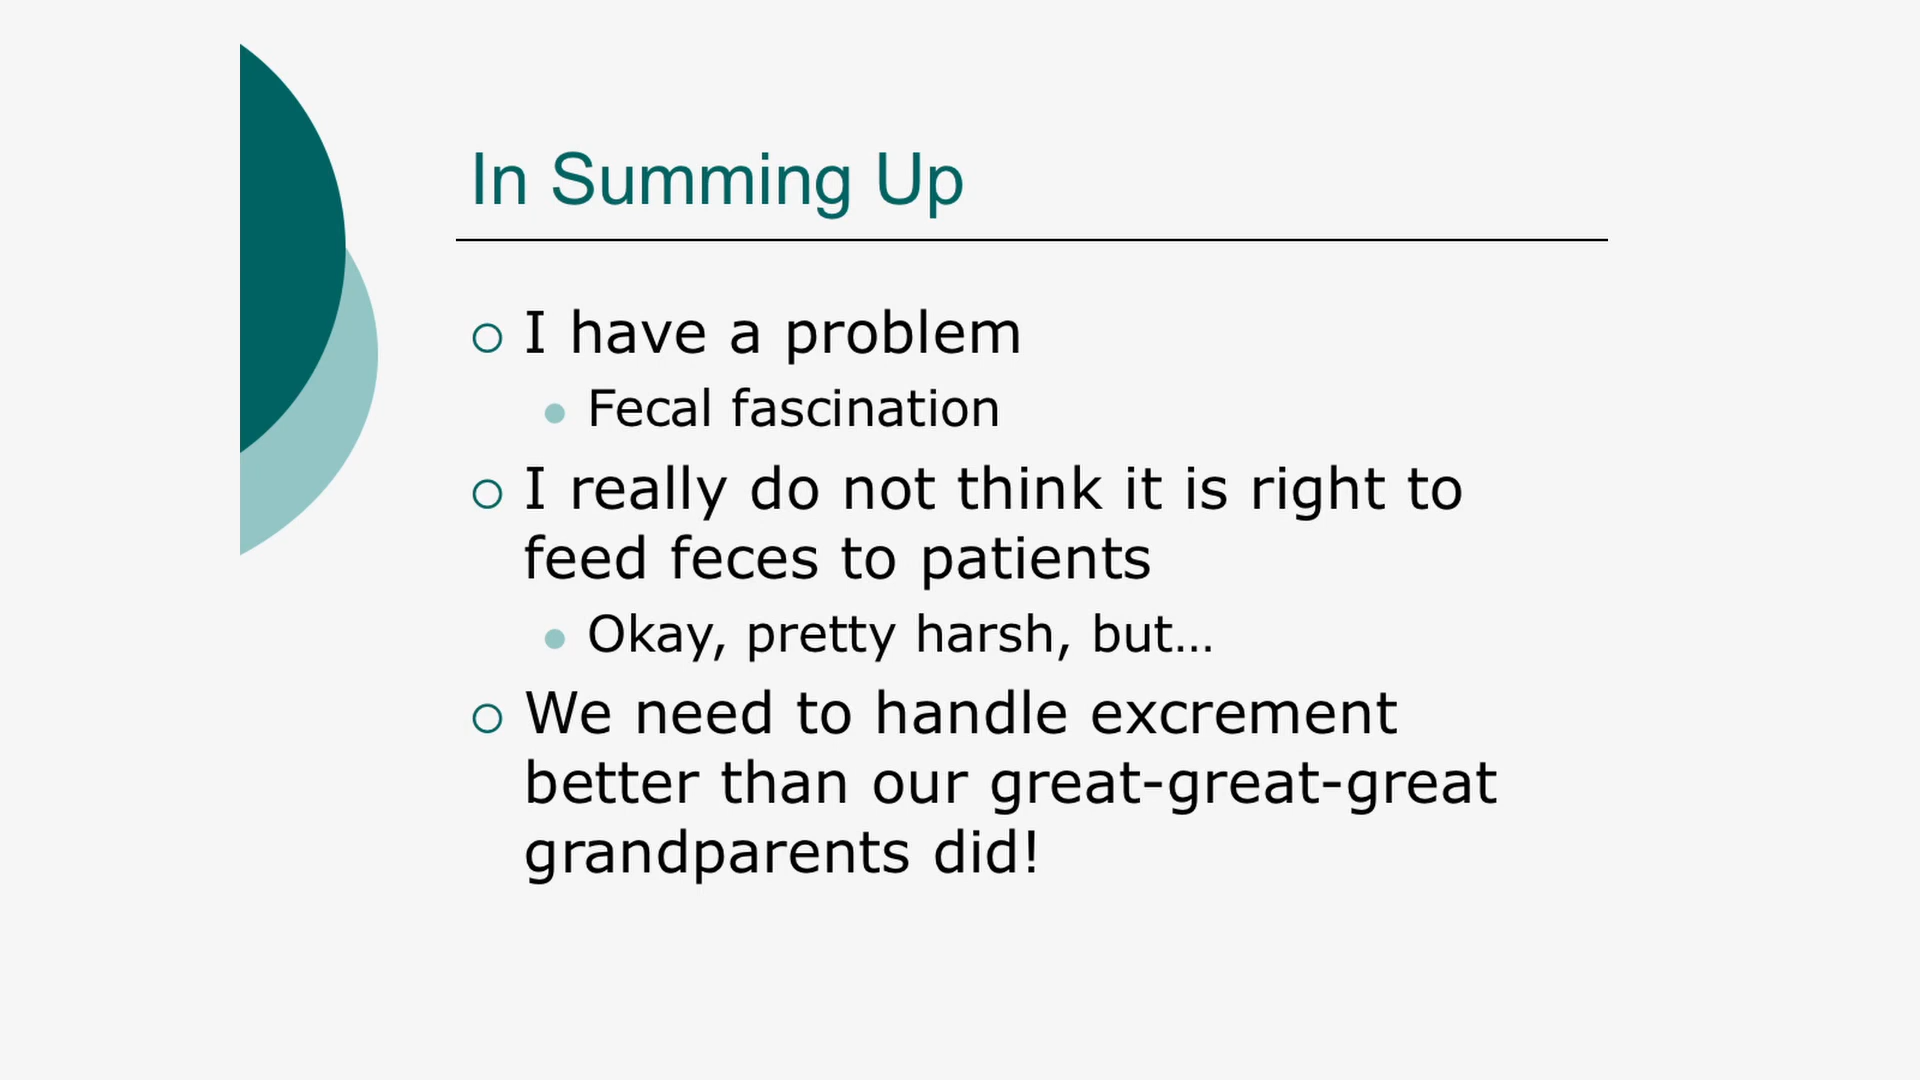 In Summing Up
I have a problem
Fecal fascination
I really do not think it is right to
feed feces to patients
Okay, pretty harsh, but…
We need to handle excrement
better than our great-great-great
grandparents did!